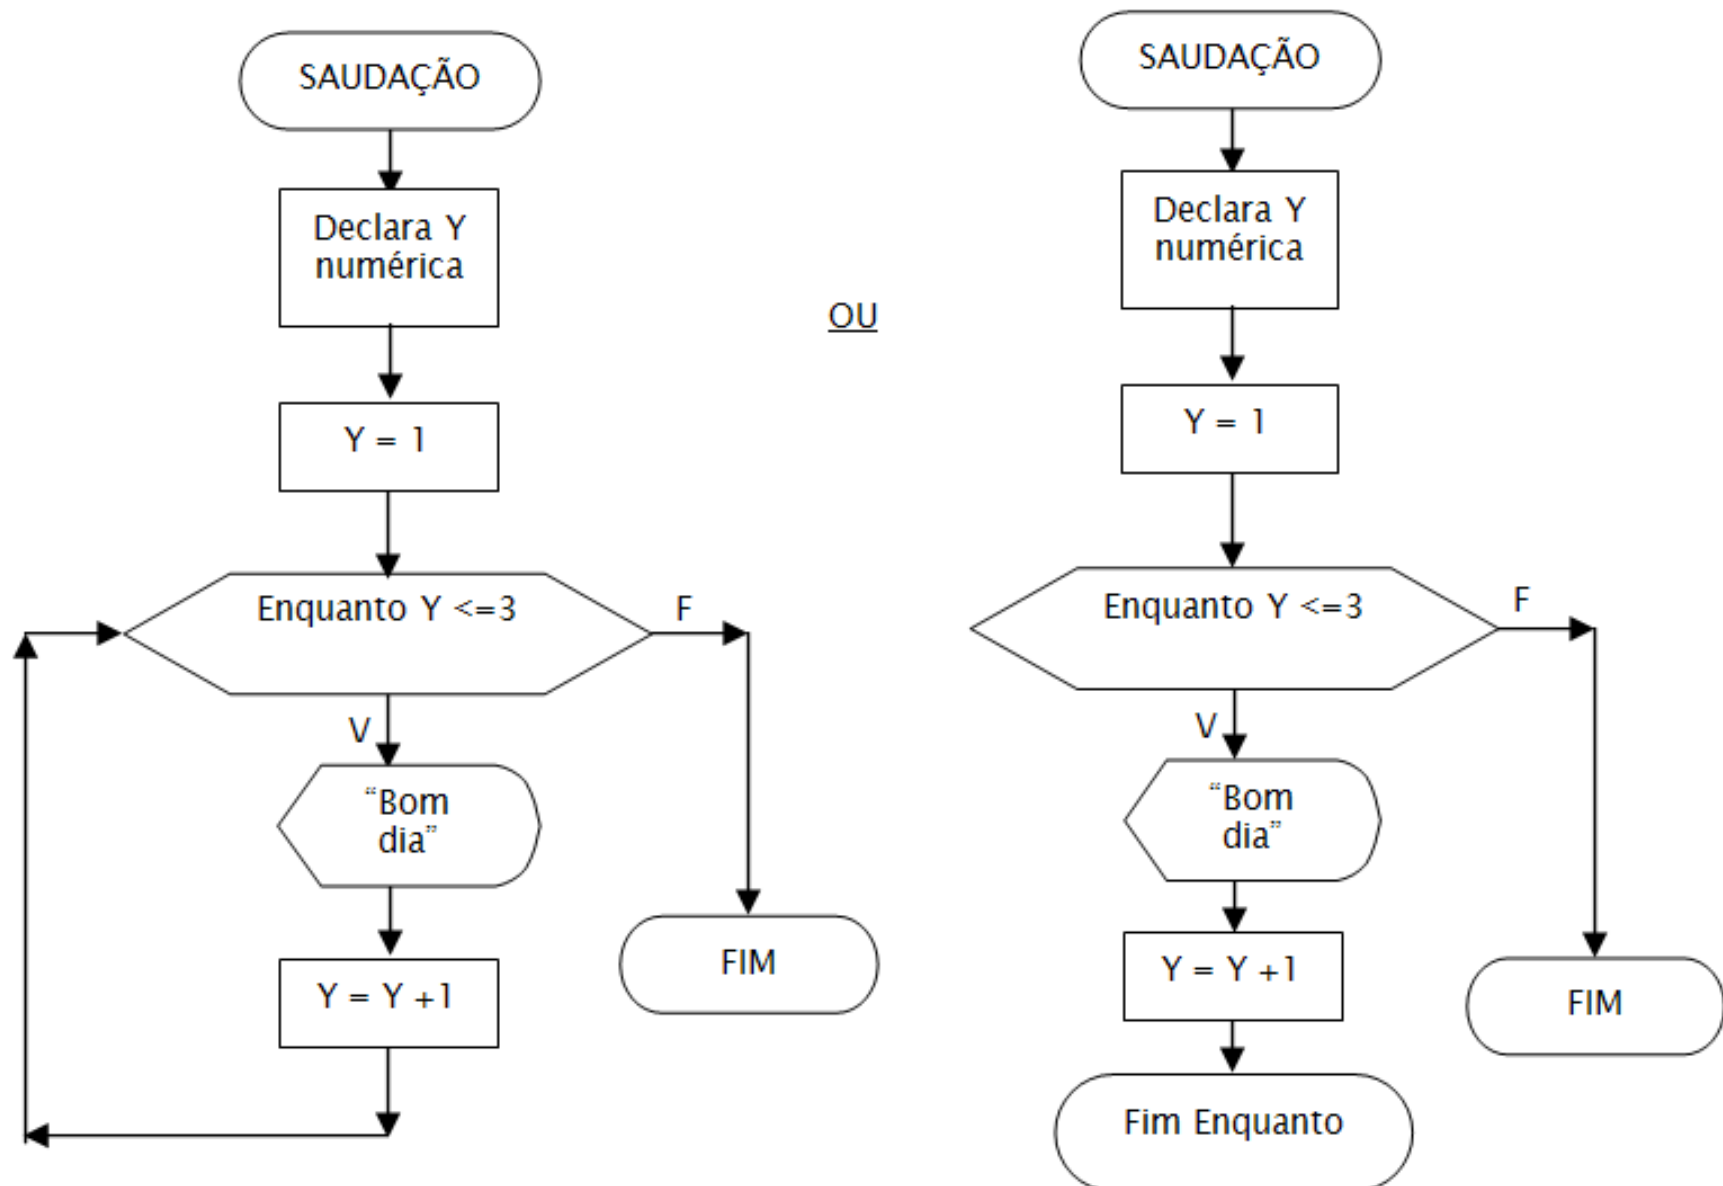 SAUDAÇÃO
Declara Y
numérica
Y = 1
Enquanto Y <=3
F
V
“Bom
dia”
Y = Y +1
FIM
OU
SAUDAÇÃO
Declara Y
numérica
Y = 1
Enquanto Y <=3
F
V
“Bom
dia”
Y = Y +1
FIM
Fim Enquanto